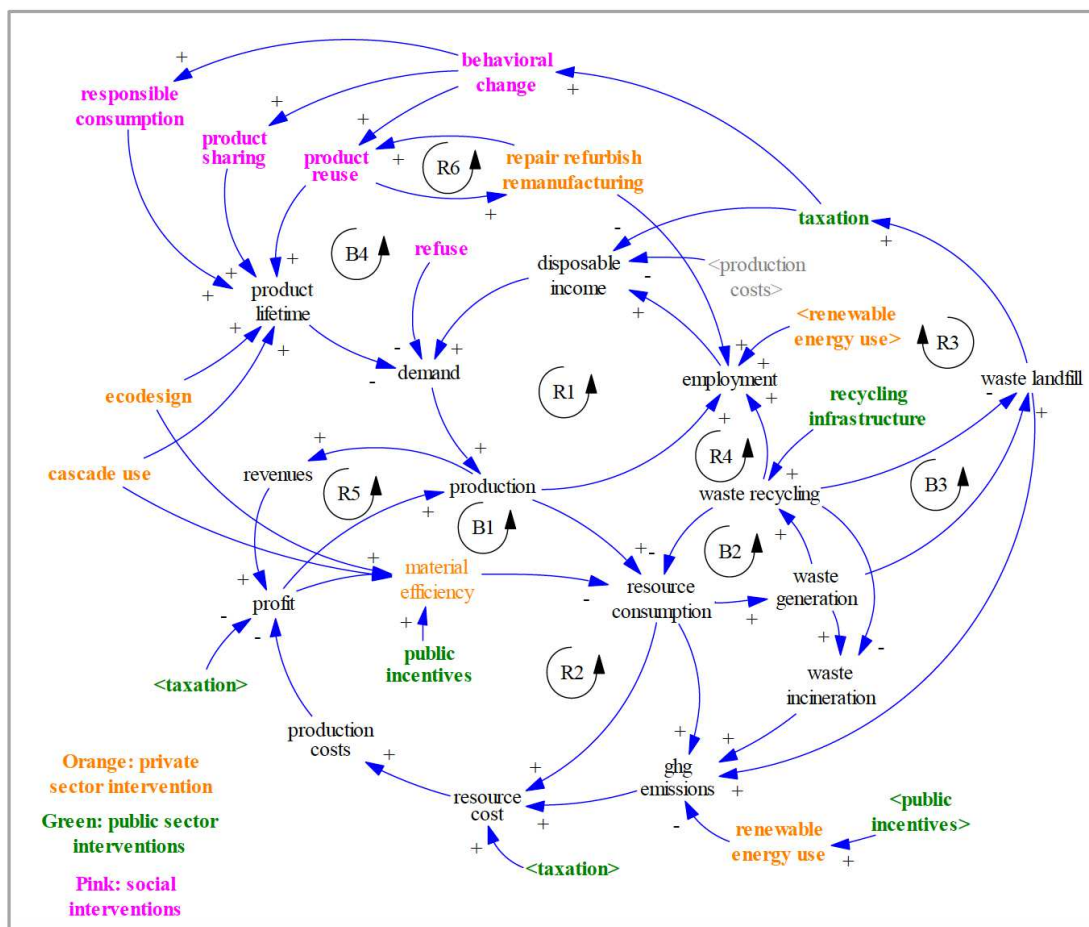 behavioral
change
responsible
consumption
product
sharing
product
reuse
R6
repair refurbish
remanufacturing
taxation
B4
refuse
disposable
income
<production
costs>
product
lifetime
<renewable
energy use>
R3
demand
R1
employment
waste landfill
ecodesign
recycling
infrastructure
cascade use
revenues
R5
production
B1
R4
waste recycling
B3
B2
material
efficiency
resource
consumption
waste
generation
profit
public
incentives
<taxation>
R2
waste
incineration
production
costs
Orange: private
sector intervention
ghg
emissions
resource
cost
<public
incentives>
Green: public sector
interventions
renewable
energy use
<taxation>
Pink: social
interventions